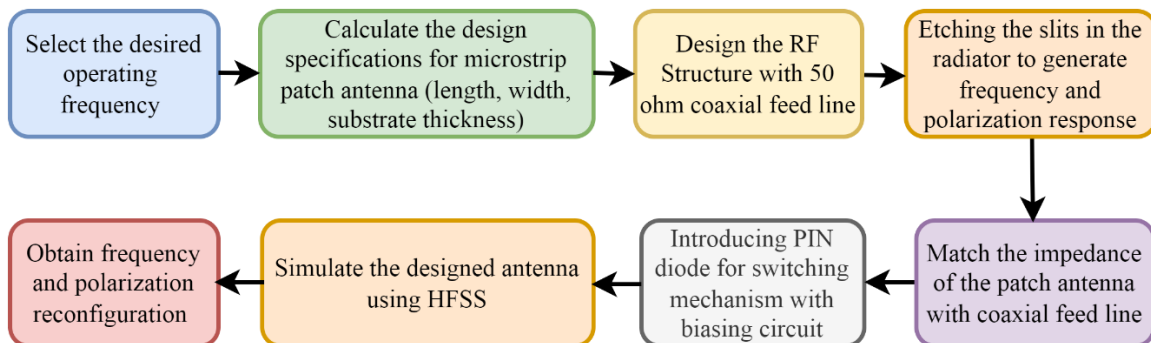 Select the desired
operating
frequency
Calculate the design
specifications for microstrip
patch antenna (length, width,
substrate thickness)
Design the RF
Structure with 50
ohm coaxial feed line
Etching the slits in the
radiator to generate
frequency and
polarization response
Match the impedance
of the patch antenna
with coaxial feed line
Introducing PIN
diode for switching
mechanism with
biasing circuit
Simulate the designed antenna
using HFSS
Obtain frequency
and polarization
reconfiguration